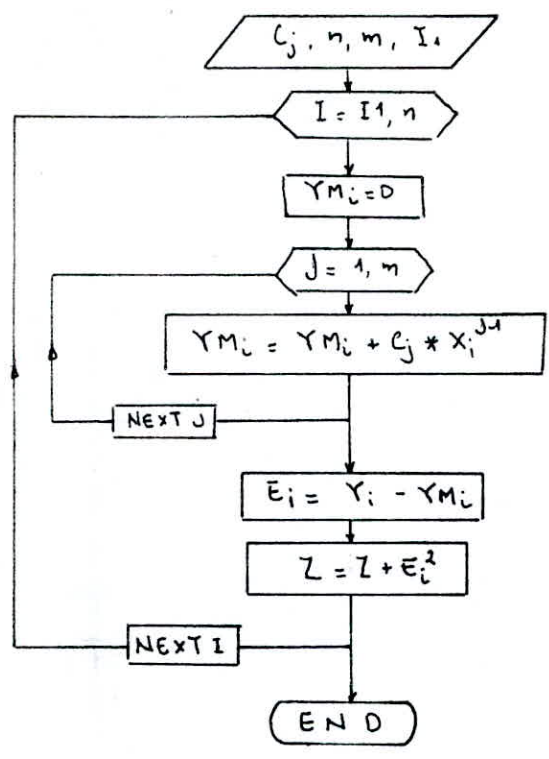 Cj, n, m, I1
I = I1, n
YMi = 0
J = 1, m
YMi = YMi + Cj * Xi^J-1
NEXT J
Ei = Yi - YMi
Z = Z + Ei^2
NEXT I
END